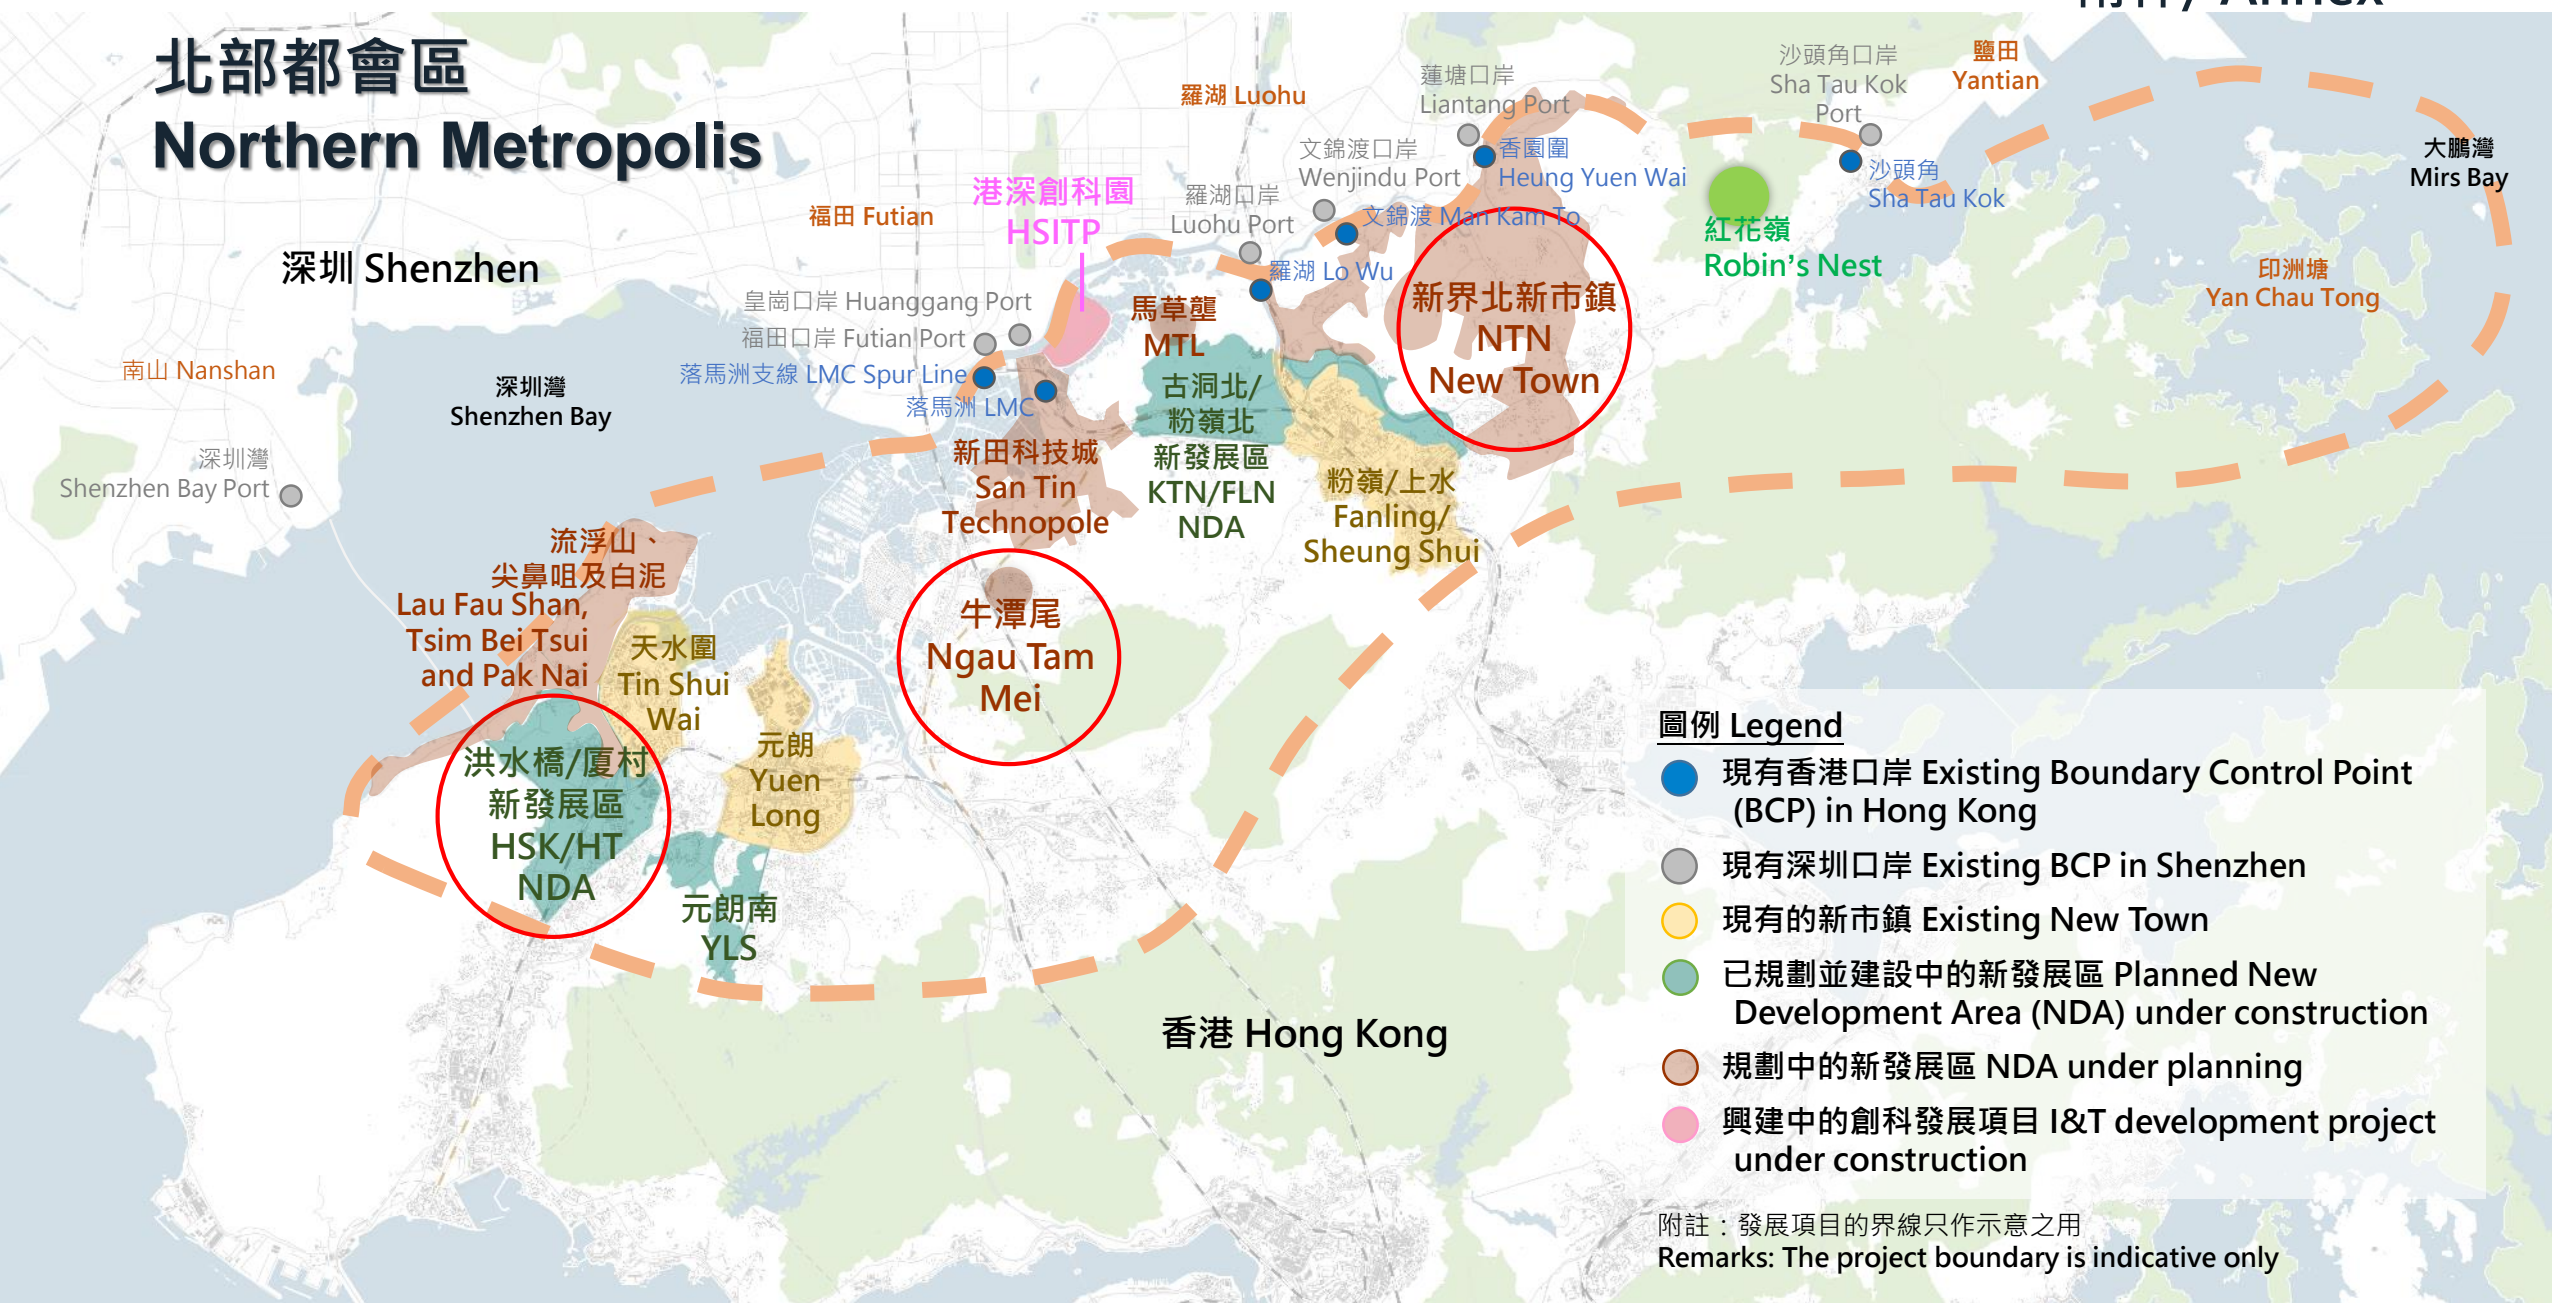 附件/ Annex
北部都會區
Northern Metropolis
深圳 Shenzhen
南山 Nanshan
深圳灣
Shenzhen Bay
深圳灣
Shenzhen Bay Port
福田 Futian
港深創科園
HSITP
皇崗口岸 Huanggang Port
福田口岸 Futian Port
落馬洲支線 LMC Spur Line
落馬洲 LMC
羅湖 Luohu
羅湖口岸
Luohu Port
羅湖 Lo Wu
文錦渡口岸
Wenjindu Port
文錦渡 Man Kam To
蓮塘口岸
Liantang Port
香園圍
Heung Yuen Wai
沙頭角口岸
Sha Tau Kok
Port
沙頭角
Sha Tau Kok
鹽田
Yantian
大鵬灣
Mirs Bay
印洲塘
Yan Chau Tong
紅花嶺
Robin's Nest
新界北新市鎮
NTN
New Town
馬草壟
MTL
古洞北/
粉嶺北
新發展區
KTN/FLN
NDA
粉嶺/上水
Fanling/
Sheung Shui
新田科技城
San Tin
Technopole
牛潭尾
Ngau Tam
Mei
流浮山、
尖鼻咀及白泥
Lau Fau Shan,
Tsim Bei Tsui
and Pak Nai
天水圍
Tin Shui
Wai
元朗
Yuen
Long
洪水橋/厦村
新發展區
HSK/HT
NDA
元朗南
YLS
香港 Hong Kong
圖例 Legend
現有香港口岸 Existing Boundary Control Point
(BCP) in Hong Kong
現有深圳口岸 Existing BCP in Shenzhen
現有的新市鎮 Existing New Town
已規劃並建設中的新發展區 Planned New
Development Area (NDA) under construction
規劃中的新發展區 NDA under planning
興建中的創科發展項目 I&T development project
under construction
附註：發展項目的界線只作示意之用
Remarks: The project boundary is indicative only